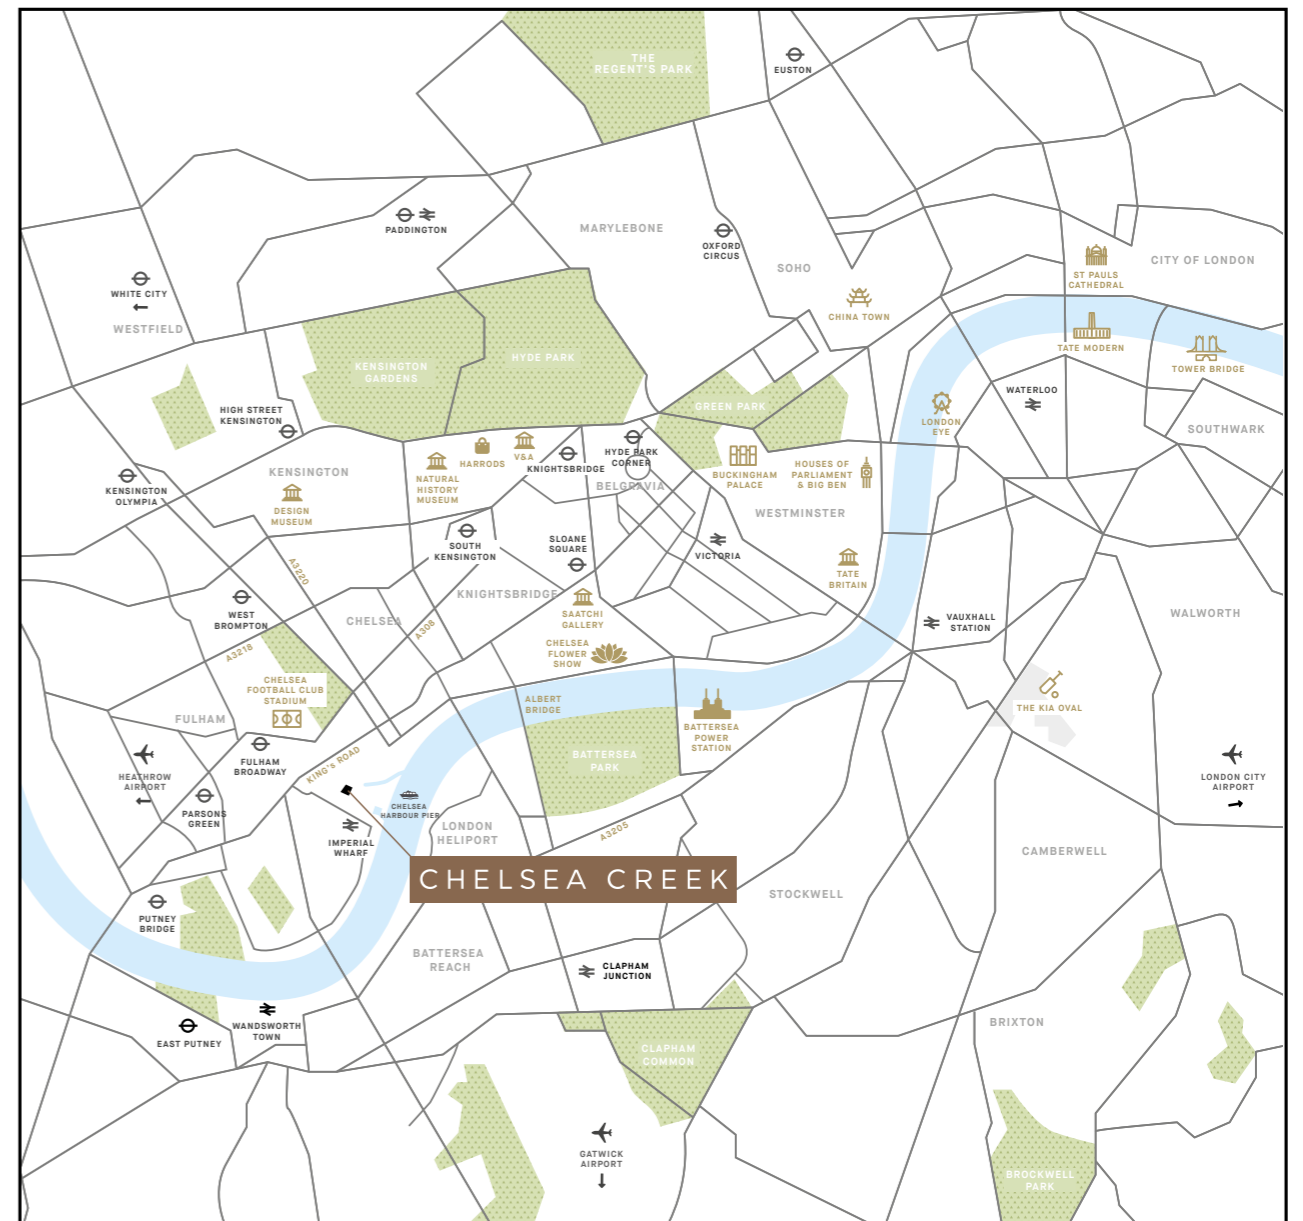 THE
REGENT'S PARK
EUSTON
PADDINGTON
MARYLEBONE
OXFORD
CIRCUS
SOHO
ST PAULS
CATHEDRAL
CITY OF LONDON
WHITE CITY
WESTFIELD
CHINA TOWN
TATE MODERN
TOWER BRIDGE
HYDE PARK
KENSINGTON
GARDENS
WATERLOO
GREEN PARK
HIGH STREET
KENSINGTON
LONDON
EYE
SOUTHWARK
HARRODS
V&A
KNIGHTSBRIDGE
HYDE PARK
CORNER
BELGRAVIA
KENSINGTON
NATURAL
HISTORY
MUSEUM
BUCKINGHAM
PALACE
HOUSES OF
PARLIAMENT
& BIG BEN
KENSINGTON
OLYMPIA
DESIGN
MUSEUM
WESTMINSTER
SOUTH
KENSINGTON
SLOANE
SQUARE
VICTORIA
TATE
BRITAIN
A3220
KNIGHTSBRIDGE
WEST
BROMPTON
CHELSEA
A308
SAATCHI
GALLERY
VAUXHALL
STATION
WALWORTH
A3218
CHELSEA
FLOWER
SHOW
CHELSEA
FOOTBALL CLUB
STADIUM
ALBERT
BRIDGE
THE KIA OVAL
FULHAM
BATTERSEA
POWER
STATION
BATTERSEA
PARK
FULHAM
BROADWAY
KING'S ROAD
HEATHROW
AIRPORT
LONDON CITY
AIRPORT
PARSONS
GREEN
CHELSEA
HARBOUR PIER
IMPERIAL
WHARF
LONDON
HELIPORT
A3205
CAMBERWELL
CHELSEA CREEK
STOCKWELL
PUTNEY
BRIDGE
BATTERSEA
REACH
CLAPHAM
JUNCTION
WANDSWORTH
TOWN
EAST PUTNEY
BRIXTON
CLAPHAM
COMMON
GATWICK
AIRPORT
BROCKWELL
PARK